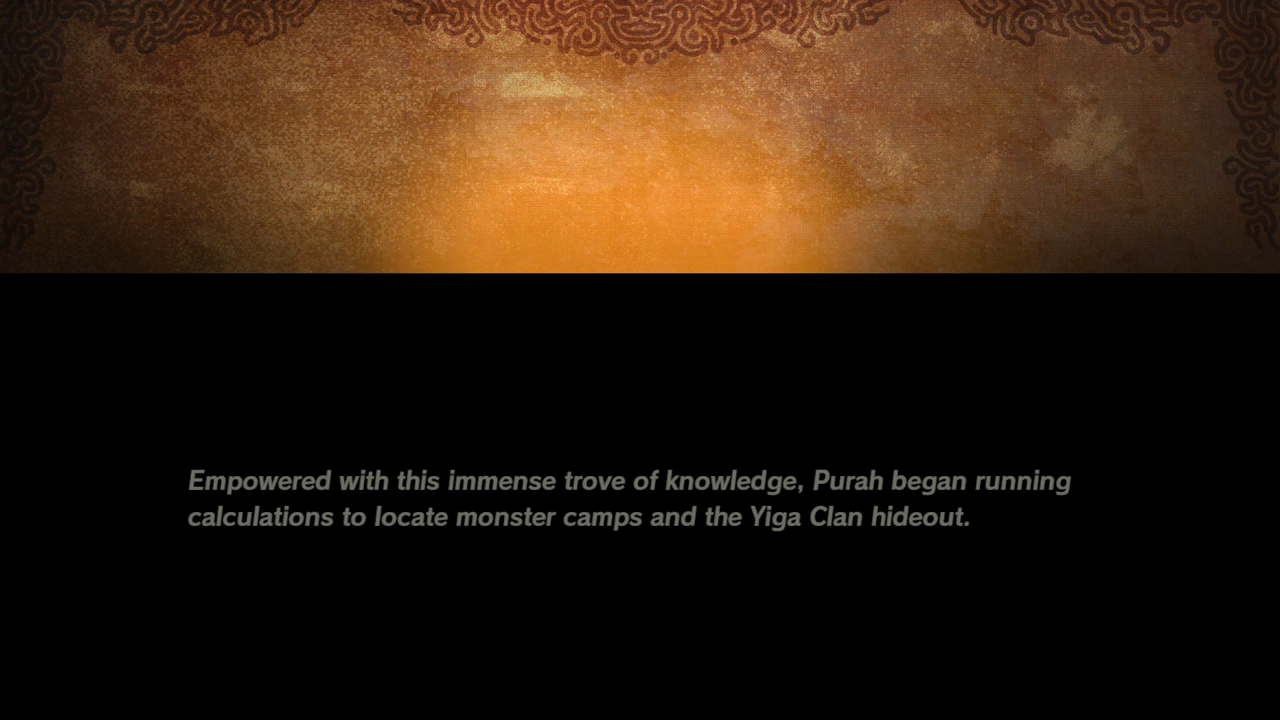 Empowered with this immense trove of knowledge, Purah began running
calculations to locate monster camps and the Yiga Clan hideout.